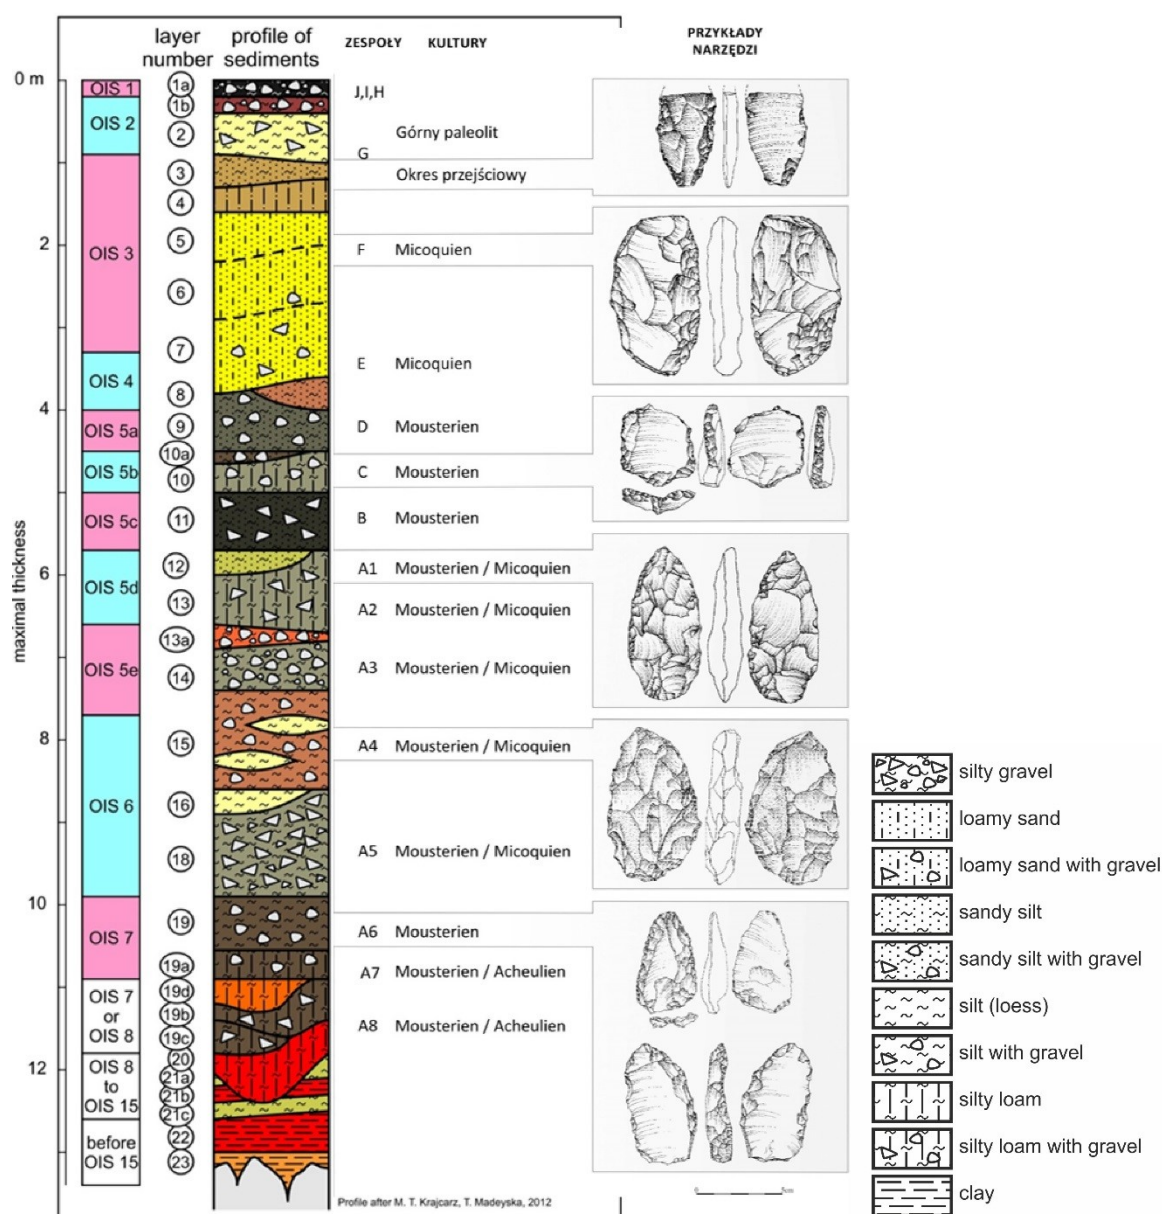 layer
number
profile of
sediments
ZESPOŁY KULTURY
PRZYKŁADY
NARZĘDZI
maximal thickness
0 m
2
4
6
8
10
12
OIS 1
OIS 2
OIS 3
OIS 4
OIS 5a
OIS 5b
OIS 5c
OIS 5d
OIS 5e
OIS 6
OIS 7
OIS 7
or
OIS 8
OIS 8
to
OIS 15
before
OIS 15
1a
1b
2
3
4
5
6
7
8
9
10a
10
11
12
13
13a
14
15
16
18
19
19a
19d
19b
19c
20
21a
21b
21c
22
23
J,I,H
Górny paleolit
G
Okres przejściowy
F Micoquien
E Micoquien
D Mousterien
C Mousterien
B Mousterien
A1 Mousterien / Micoquien
A2 Mousterien / Micoquien
A3 Mousterien / Micoquien
A4 Mousterien / Micoquien
A5 Mousterien / Micoquien
A6 Mousterien
A7 Mousterien / Acheulien
A8 Mousterien / Acheulien
Profile after M. T. Krajcarz, T. Madeyska, 2012
0 5cm
silty gravel
loamy sand
loamy sand with gravel
sandy silt
sandy silt with gravel
silt (loess)
silt with gravel
silty loam
silty loam with gravel
clay